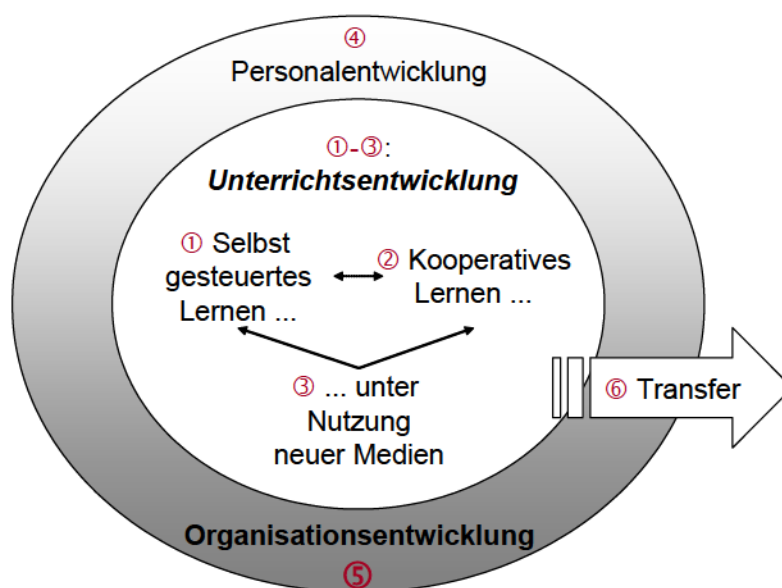 ④
Personalentwicklung
①-③:
Unterrichtsentwicklung
① Selbst
gesteuertes
Lernen ...
② Kooperatives
Lernen ...
③ ... unter
Nutzung
neuer Medien
⑥ Transfer
Organisationsentwicklung
⑤